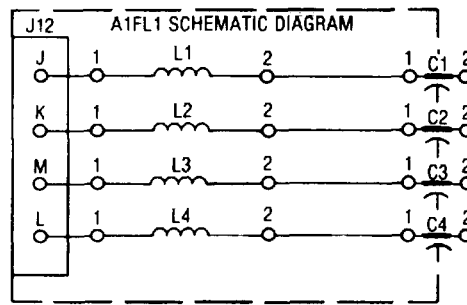 J12 A1FL1 SCHEMATIC DIAGRAM
J 1 L1 2 1 C1 2
K 1 L2 2 1 C2 2
M 1 L3 2 1 C3 2
L 1 L4 2 1 C4 2